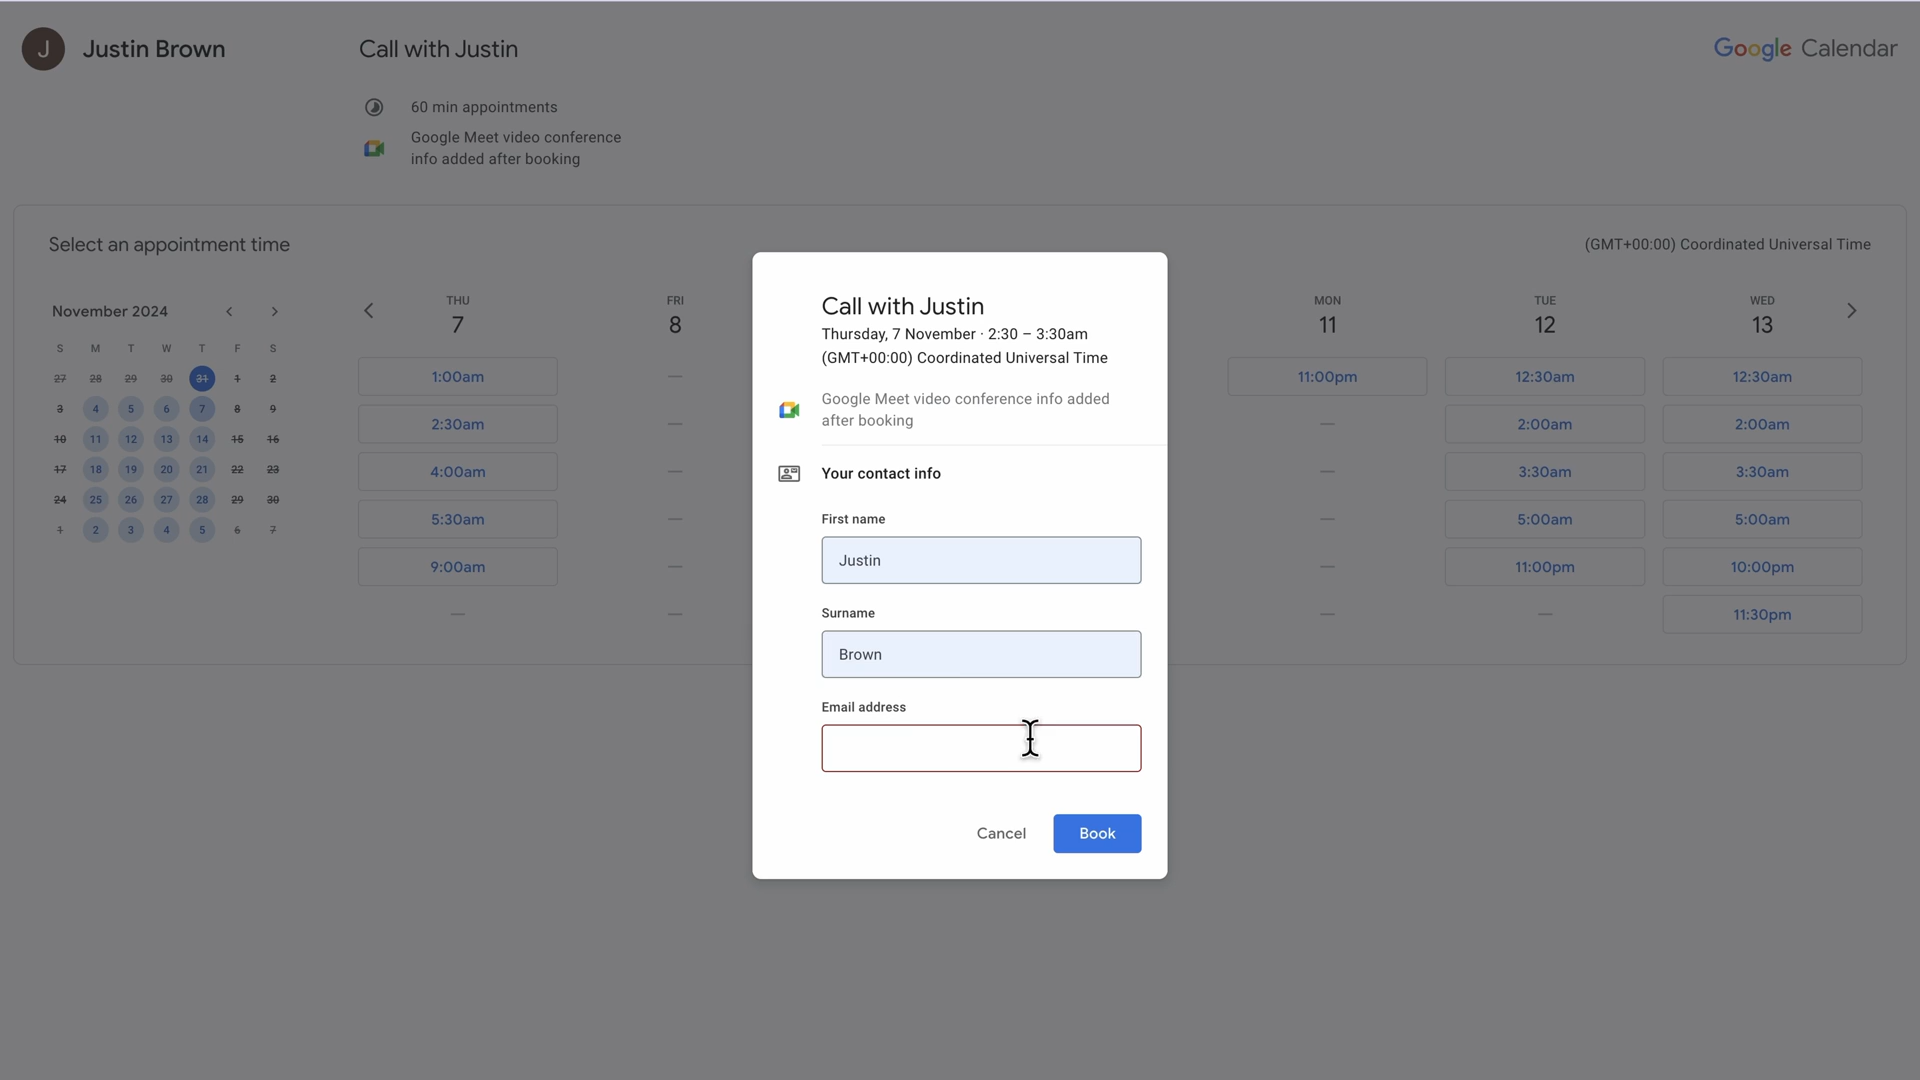 J
Justin Brown
Call with Justin
Google Calendar
60 min appointments
Google Meet video conference
info added after booking
Select an appointment time
(GMT+00:00) Coordinated Universal Time
November 2024
S M T W T F S
27 28 29 30 31 1 2
3 4 5 6 7 8 9
10 11 12 13 14 15 16
17 18 19 20 21 22 23
24 25 26 27 28 29 30
1 2 3 4 5 6 7
THU
7
1:00am
2:30am
4:00am
5:30am
9:00am
—
FRI
8
—
—
—
—
—
—
Call with Justin
Thursday, 7 November · 2:30 – 3:30am
(GMT+00:00) Coordinated Universal Time
Google Meet video conference info added
after booking
Your contact info
First name
Justin
Surname
Brown
Email address
Cancel
Book
MON
11
11:00pm
—
—
—
—
—
TUE
12
12:30am
2:00am
3:30am
5:00am
11:00pm
—
WED
13
12:30am
2:00am
3:30am
5:00am
10:00pm
11:30pm